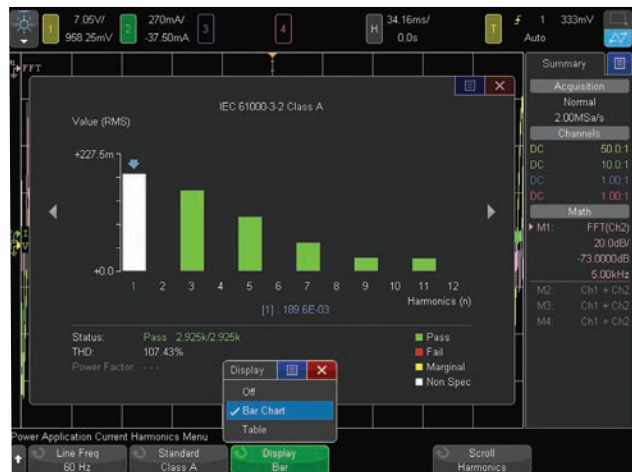 1 7.05V/ 958.25mV 2 270mA/ -37.50mA 3 4 H 34.16ms/ 0.0s T 1 333mV Auto
FFT
Summary
Acquisition
Normal
2.00MSa/s
Channels
DC 50.0:1
DC 10.0:1
DC 1.00:1
DC 1.00:1
Math
M1: FFT(Ch2)
20.0dB/
-73.0000dB
5.00kHz
M2: Ch1 + Ch2
M3: Ch1 + Ch2
M4: Ch1 + Ch2
IEC 61000-3-2 Class A
Value (RMS)
+227.5m
+0.0
1 2 3 4 5 6 7 8 9 10 11 12
Harmonics (n)
[1] : 189.6E-03
Status: Pass 2.925k/2.925k
THD: 107.43%
Power Factor: - - -
Pass
Fail
Marginal
Non Spec
Display
Off
Bar Chart
Table
Power Application Current Harmonics Menu
Line Freq
60 Hz
Standard
Class A
Display
Bar
Scroll
Harmonics